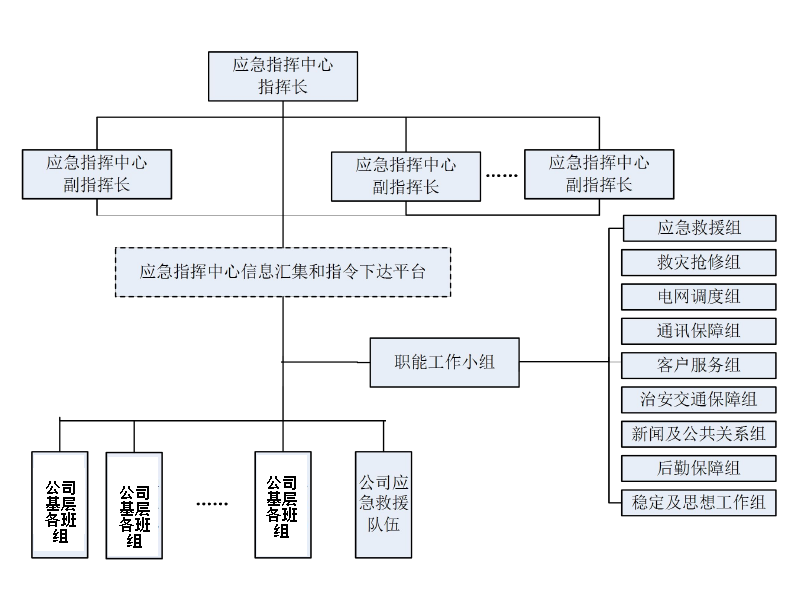 应急指挥中心
指挥长
应急指挥中心
副指挥长
应急指挥中心
副指挥长
……
应急指挥中心
副指挥长
应急指挥中心信息汇集和指令下达平台
职能工作小组
应急救援组
救灾抢修组
电网调度组
通讯保障组
客户服务组
治安交通保障组
新闻及公共关系组
后勤保障组
稳定及思想工作组
公司
基层
各班
组
公司
基层
各班
组
……
公司
基层
各班
组
公司应
急救援
队伍